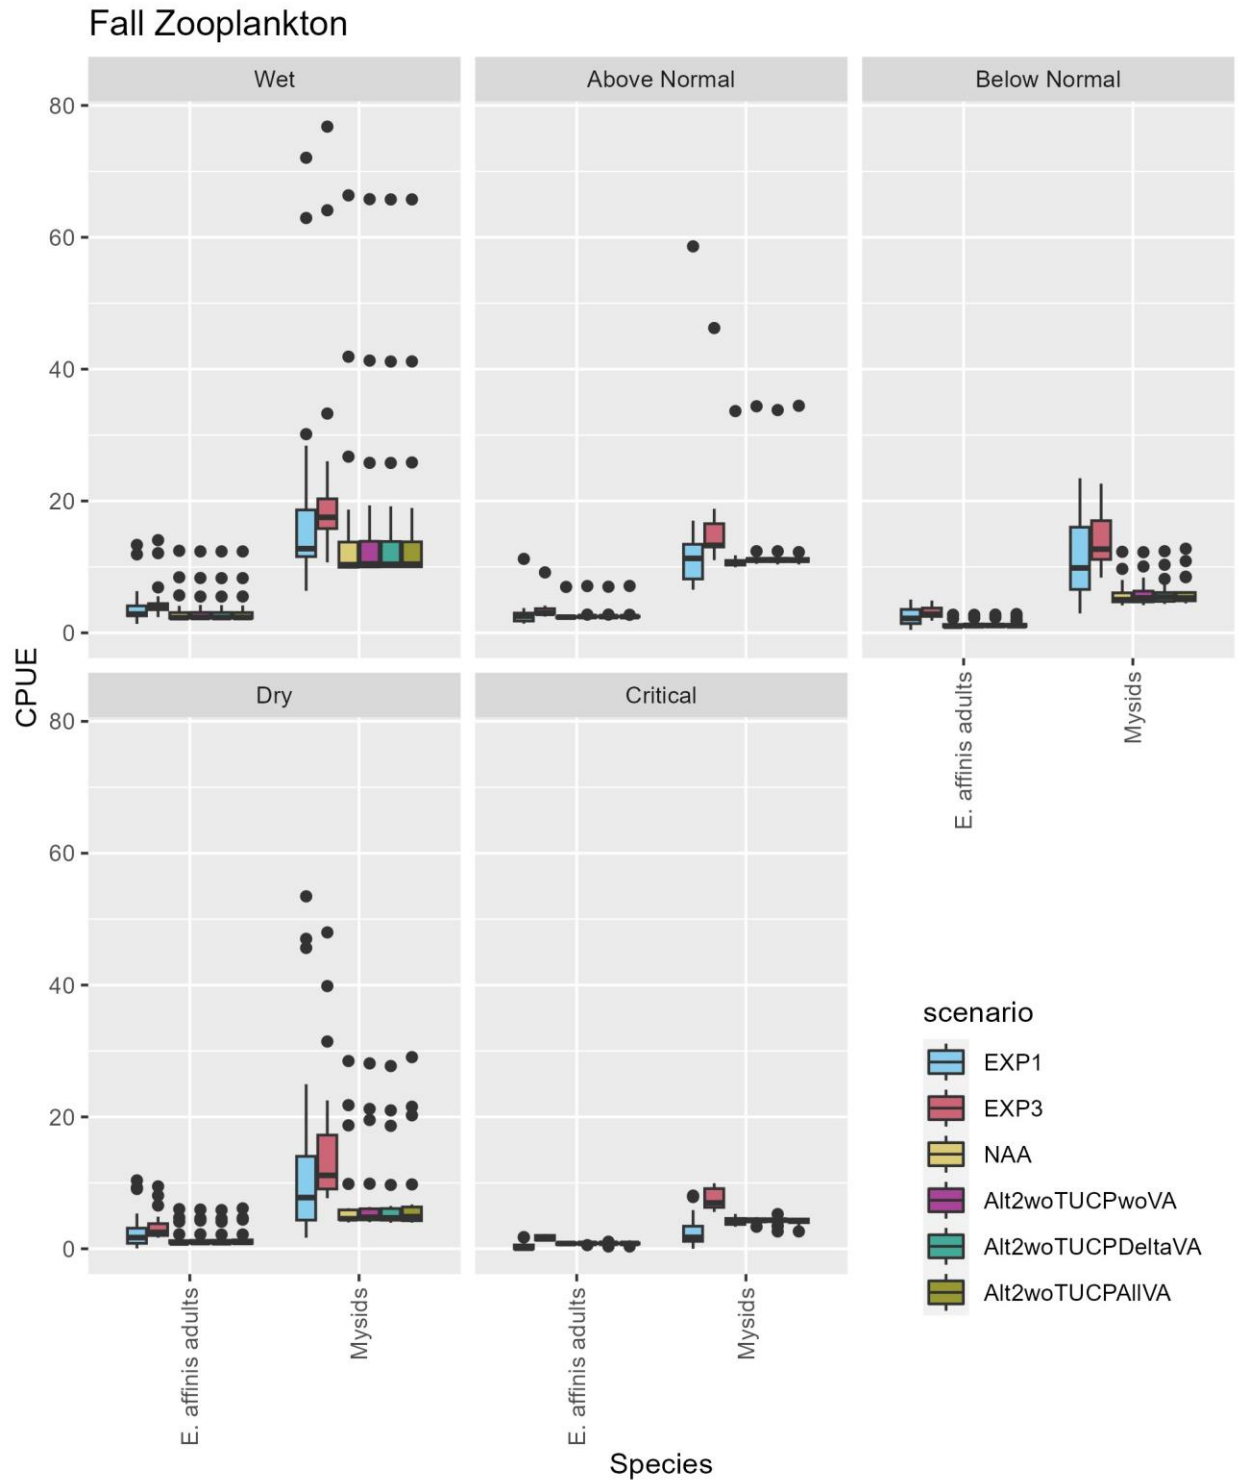 Fall Zooplankton
Wet
Above Normal
Below Normal
80
60
40
20
0
E. affinis adults
Mysids
CPUE
Dry
Critical
80
60
40
20
0
E. affinis adults
Mysids
E. affinis adults
Mysids
Species
scenario
EXP1
EXP3
NAA
Alt2woTUCPwoVA
Alt2woTUCPDeltaVA
Alt2woTUCPAllVA